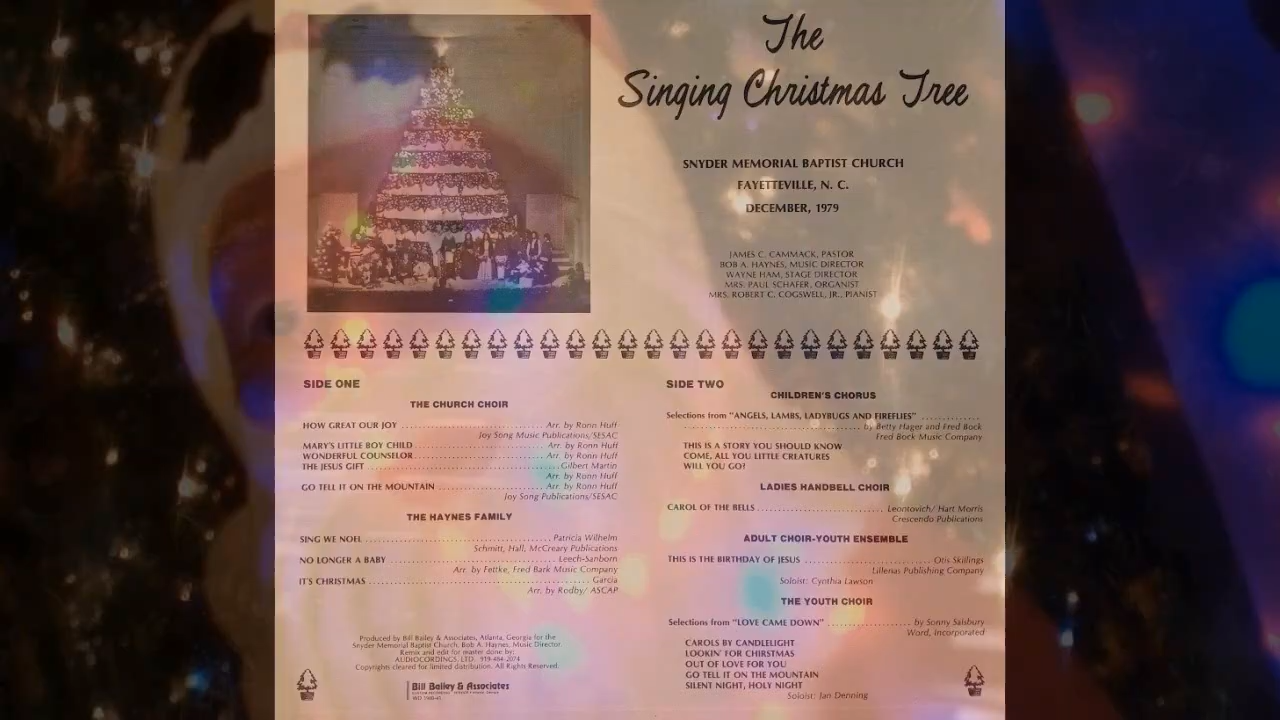 The
Singing Christmas Tree
SNYDER MEMORIAL BAPTIST CHURCH
FAYETTEVILLE, N. C.
DECEMBER, 1979
JAMES C. CAMMACK, PASTOR
BOB A. HAYNES, MUSIC DIRECTOR
WAYNE HAM, STAGE DIRECTOR
MRS. PAUL SCHAFER, ORGANIST
MRS. ROBERT C. COGSWELL, JR., PIANIST
SIDE ONE
THE CHURCH CHOIR
HOW GREAT OUR JOY .......................... Arr. by Ronn Huff
Joy Song Music Publications/SESAC
MARY'S LITTLE BOY CHILD ........................ Arr. by Ronn Huff
WONDERFUL COUNSELOR ........................ Arr. by Ronn Huff
THE JESUS GIFT .................................... Gilbert Martin
Arr. by Ronn Huff
GO TELL IT ON THE MOUNTAIN ................... Arr. by Ronn Huff
Joy Song Publications/SESAC
THE HAYNES FAMILY
SING WE NOEL .................................. Patricia Wilhelm
Schmitt, Hall, McCreary Publications
NO LONGER A BABY ............................ Leech-Sanborn
Arr. by Fettke, Fred Bark Music Company
IT'S CHRISTMAS ........................................ Garcia
Arr. by Rodby/ ASCAP
Produced by Bill Bailey & Associates, Atlanta, Georgia for the
Snyder Memorial Baptist Church, Bob A. Haynes, Music Director
Remix and edit for master done by:
AUDIOCORDINGS, LTD. 919-484-2074
Copyrights cleared for limited distribution. All Rights Reserved.
Bill Bailey & Associates
SIDE TWO
CHILDREN'S CHORUS
Selections from "ANGELS, LAMBS, LADYBUGS AND FIREFLIES" ..............
.................................... by Betty Hager and Fred Bock
Fred Bock Music Company
THIS IS A STORY YOU SHOULD KNOW
COME, ALL YOU LITTLE CREATURES
WILL YOU GO?
LADIES HANDBELL CHOIR
CAROL OF THE BELLS .......................... Leontovich/ Hart Morris
Crescendo Publications
ADULT CHOIR-YOUTH ENSEMBLE
THIS IS THE BIRTHDAY OF JESUS .......................... Otis Skillings
Lillenas Publishing Company
Soloist: Cynthia Lawson
THE YOUTH CHOIR
Selections from "LOVE CAME DOWN" ................. by Sonny Salsbury
Word, Incorporated
CAROLS BY CANDLELIGHT
LOOKIN' FOR CHIRSTMAS
OUT OF LOVE FOR YOU
GO TELL IT ON THE MOUNTAIN
SILENT NIGHT, HOLY NIGHT
Soloist: Jan Denning